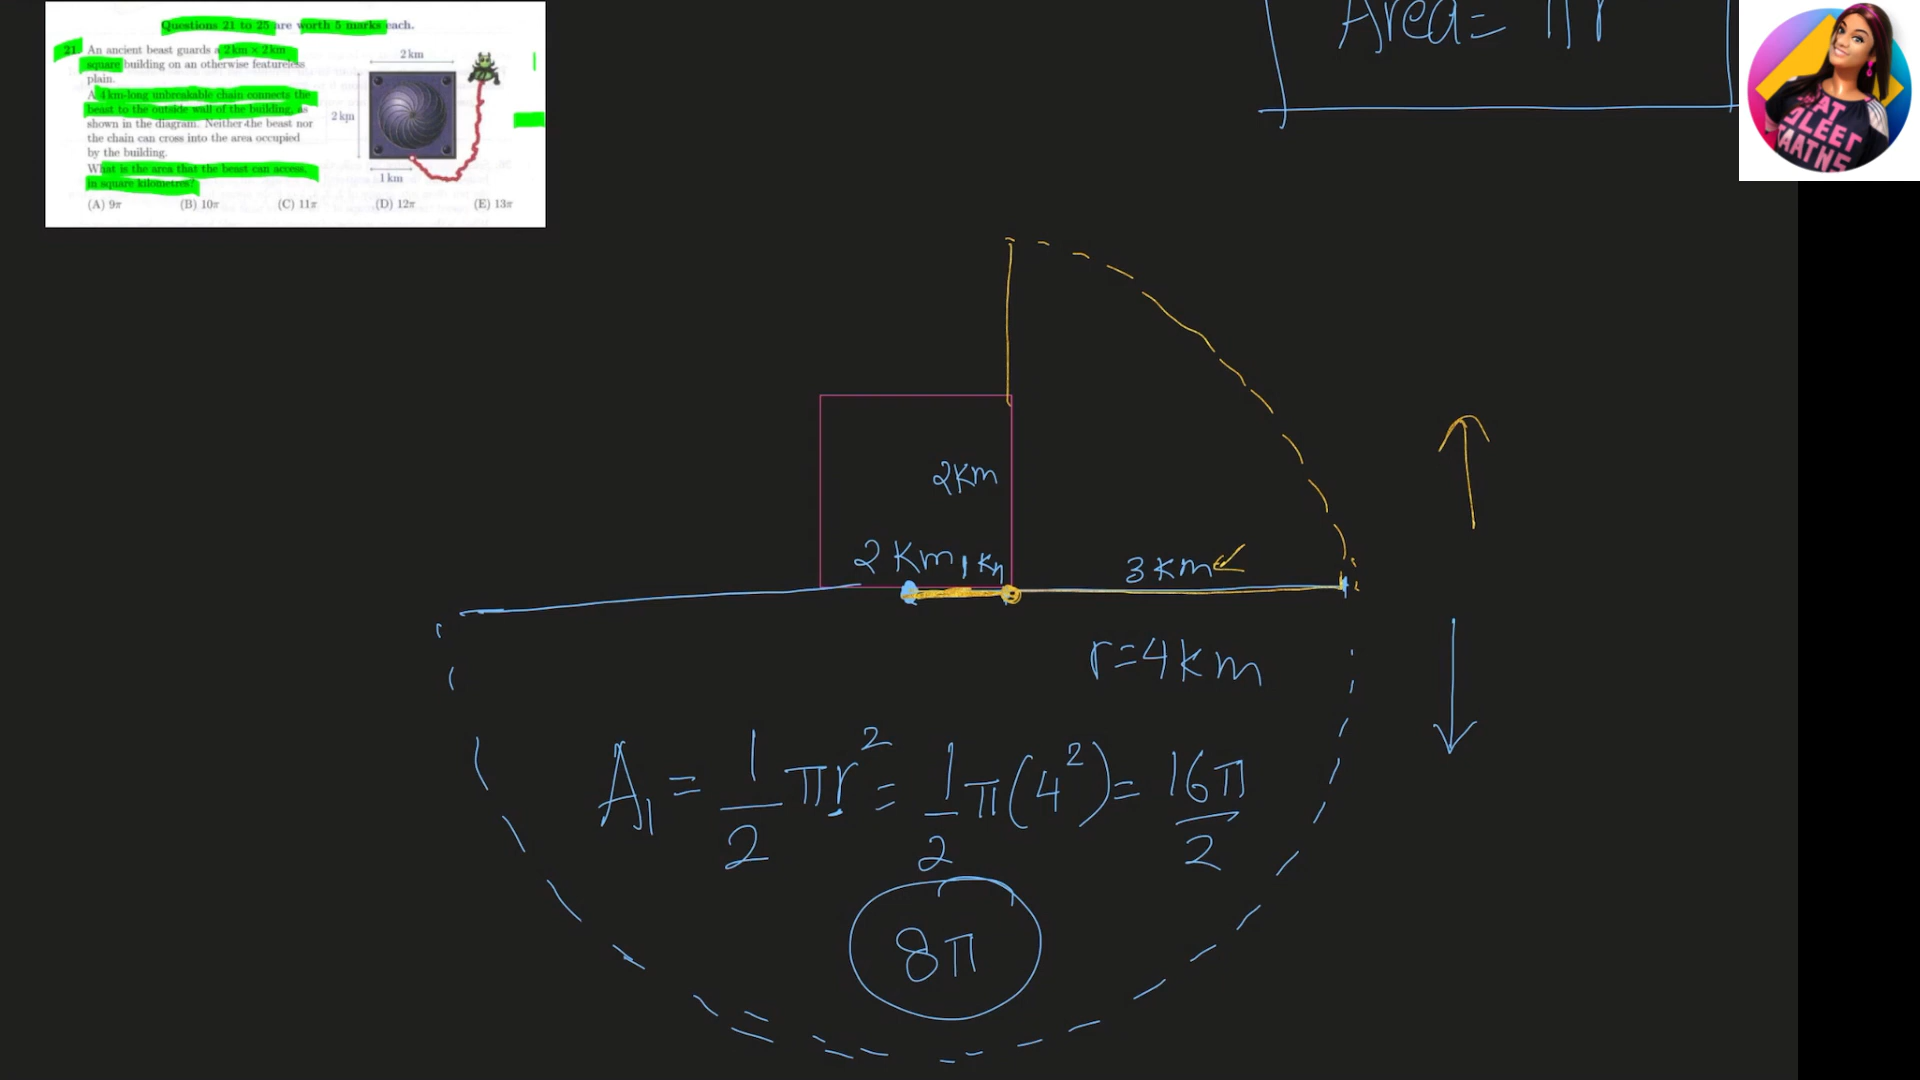 Questions 21 to 25 are worth 5 marks each.
21. An ancient beast guards a 2 km × 2 km
square building on an otherwise featureless
plain.
A 4 km-long unbreakable chain connects the
beast to the outside wall of the building, as
shown in the diagram. Neither the beast nor
the chain can cross into the area occupied
by the building.
What is the area that the beast can access,
in square kilometres?
2 km
2 km
1 km
(A) 9π (B) 10π (C) 11π (D) 12π (E) 13π
Area = πr
EAT
SLEEP
MAATHS
2km
2 km 1 km 3 km
r=4km
A₁ = 1/2 πr² = 1/2 π(4²) = 16π/2
8π